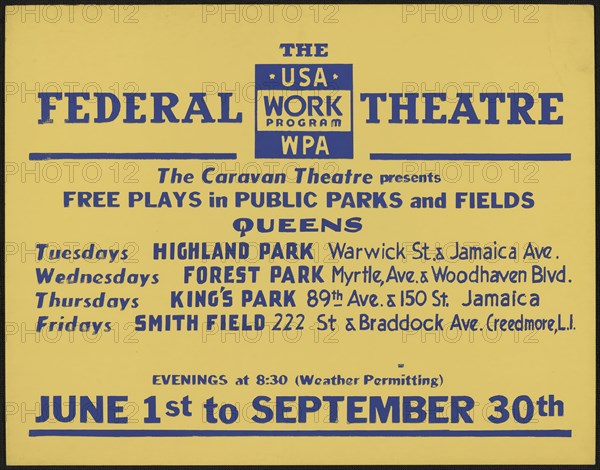 THE
FEDERAL THEATRE
USA
WORK
PROGRAM
WPA
The Caravan Theatre presents
FREE PLAYS in PUBLIC PARKS and FIELDS
QUEENS
Tuesdays HIGHLAND PARK Warwick St. & Jamaica Ave.
Wednesdays FOREST PARK Myrtle, Ave. & Woodhaven Blvd.
Thursdays KING'S PARK 89th Ave. & 150 St. Jamaica
Fridays SMITH FIELD 222 St & Braddock Ave. Creedmore, L.I.
EVENINGS at 8:30 (Weather Permitting)
JUNE 1st to SEPTEMBER 30th
PHOTO12